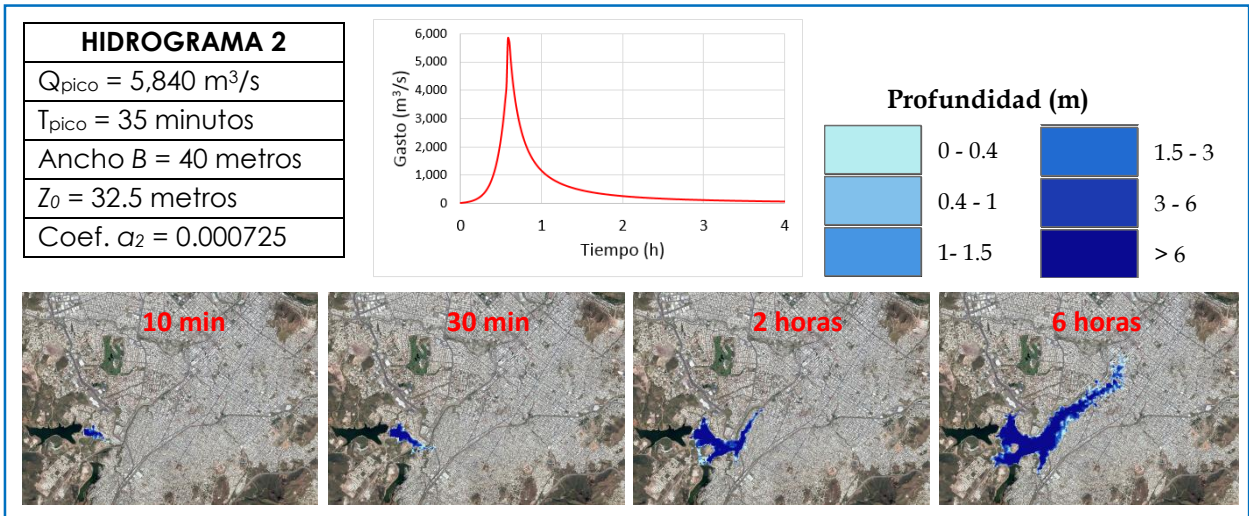 HIDROGRAMA 2
Qpico = 5,840 m³/s
Tpico = 35 minutos
Ancho B = 40 metros
Z0 = 32.5 metros
Coef. a2 = 0.000725
Gasto (m³/s)
6,000
5,000
4,000
3,000
2,000
1,000
0
0 1 2 3 4
Tiempo (h)
Profundidad (m)
0 - 0.4
0.4 - 1
1- 1.5
1.5 - 3
3 - 6
> 6
10 min
30 min
2 horas
6 horas